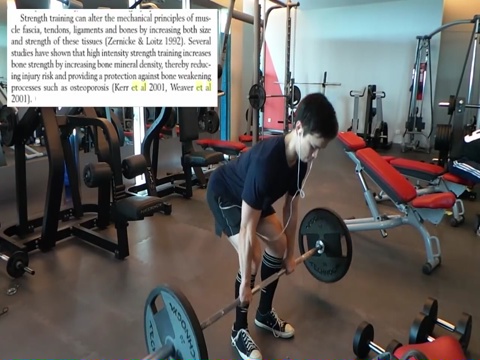 Strength training can alter the mechanical principles of mus-
cle fascia, tendons, ligaments and bones by increasing both size
and strength of these tissues [Zernicke & Loitz 1992]. Several
studies have shown that high intensity strength training increases
bone strength by increasing bone mineral density, thereby reduc-
ing injury risk and providing a protection against bone weakening
processes such as osteoporosis (Kerr et al 2001, Weaver et al
2001).